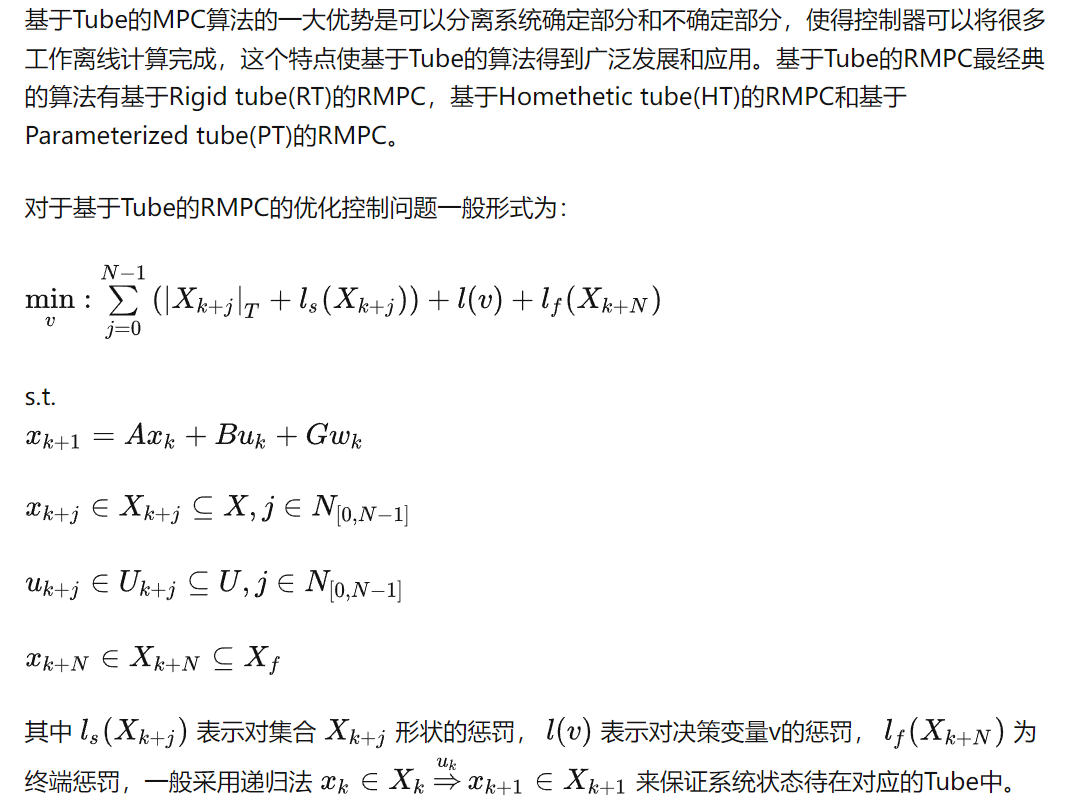 基于Tube的MPC算法的一大优势是可以分离系统确定部分和不确定部分，使得控制器可以将很多
工作离线计算完成，这个特点使基于Tube的算法得到广泛发展和应用。基于Tube的RMPC最经典
的算法有基于Rigid tube(RT)的RMPC，基于Homethetic tube(HT)的RMPC和基于
Parameterized tube(PT)的RMPC。
对于基于Tube的RMPC的优化控制问题一般形式为：
$\min_{v} : \sum_{j=0}^{N-1} (|X_{k+j}|_T + l_s(X_{k+j})) + l(v) + l_f(X_{k+N})$
s.t.
$x_{k+1} = Ax_k + Bu_k + Gw_k$
$x_{k+j} \in X_{k+j} \subseteq X, j \in N_{[0,N-1]}$
$u_{k+j} \in U_{k+j} \subseteq U, j \in N_{[0,N-1]}$
$x_{k+N} \in X_{k+N} \subseteq X_f$
其中 $l_s(X_{k+j})$ 表示对集合 $X_{k+j}$ 形状的惩罚， $l(v)$ 表示对决策变量v的惩罚， $l_f(X_{k+N})$ 为
终端惩罚，一般采用递归法 $x_k \in X_k \overset{u_k}{\Rightarrow} x_{k+1} \in X_{k+1}$ 来保证系统状态待在对应的Tube中。